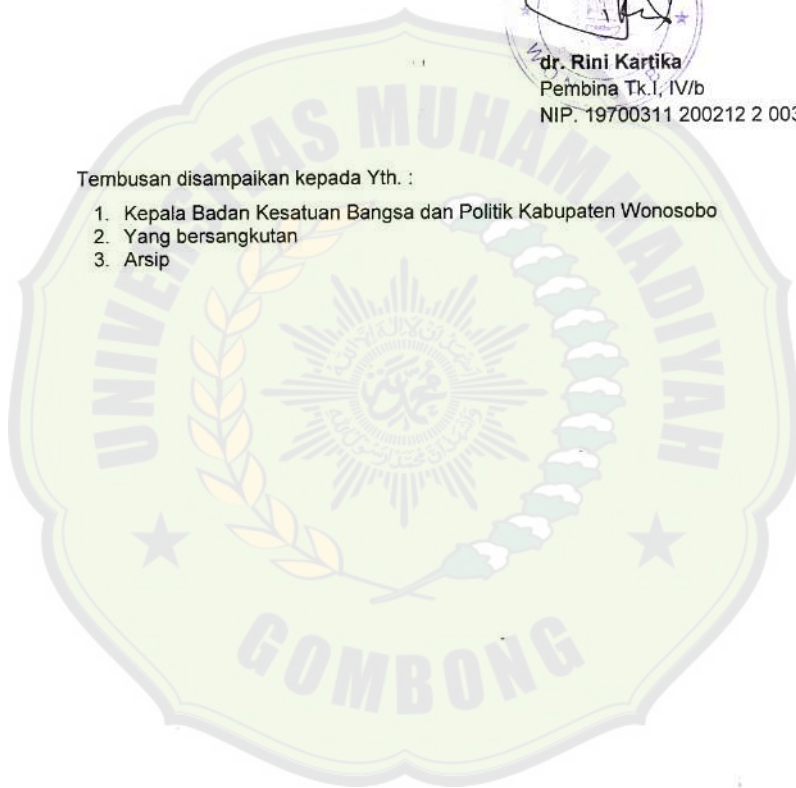 dr. Rini Kartika
Pembina Tk.I, IV/b
NIP. 19700311 200212 2 003
Tembusan disampaikan kepada Yth. :
1. Kepala Badan Kesatuan Bangsa dan Politik Kabupaten Wonosobo
2. Yang bersangkutan
3. Arsip
UNIVERSITAS MUHAMMADIYAH
GOMBONG